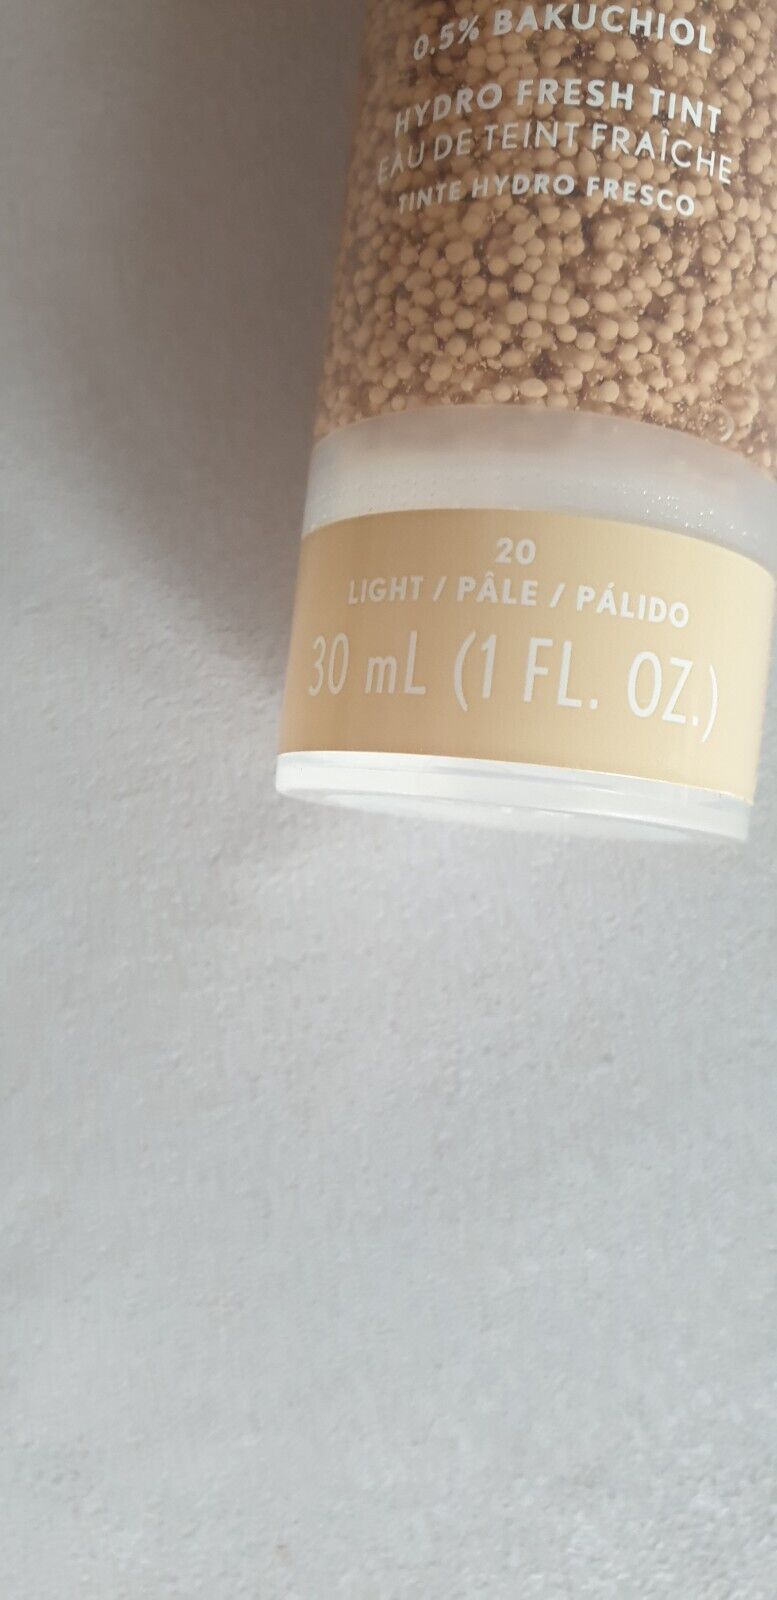 0.5% BAKUCHIOL
HYDRO FRESH TINT
EAU DE TEINT FRAÎCHE
TINTE HYDRO FRESCO
20
LIGHT / PÂLE / PÁLIDO
30 mL (1 FL. OZ.)